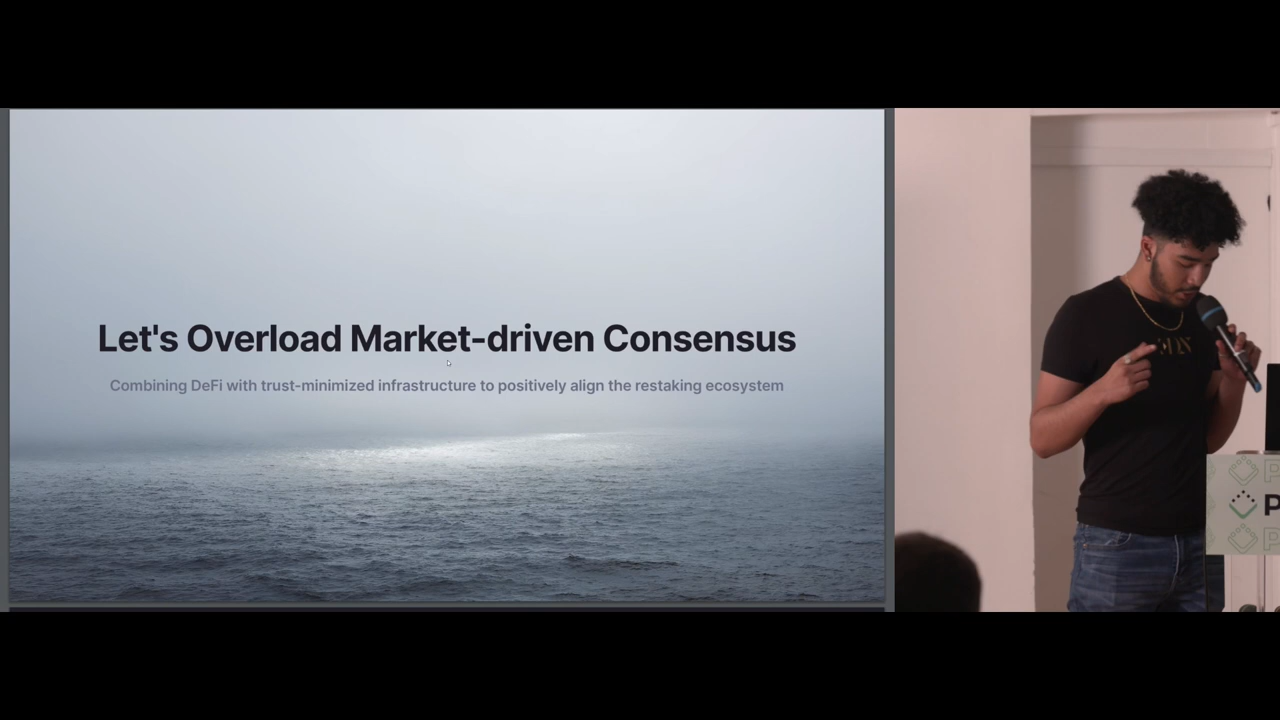 Let's Overload Market-driven Consensus
Combining DeFi with trust-minimized infrastructure to positively align the restaking ecosystem
P
P
P